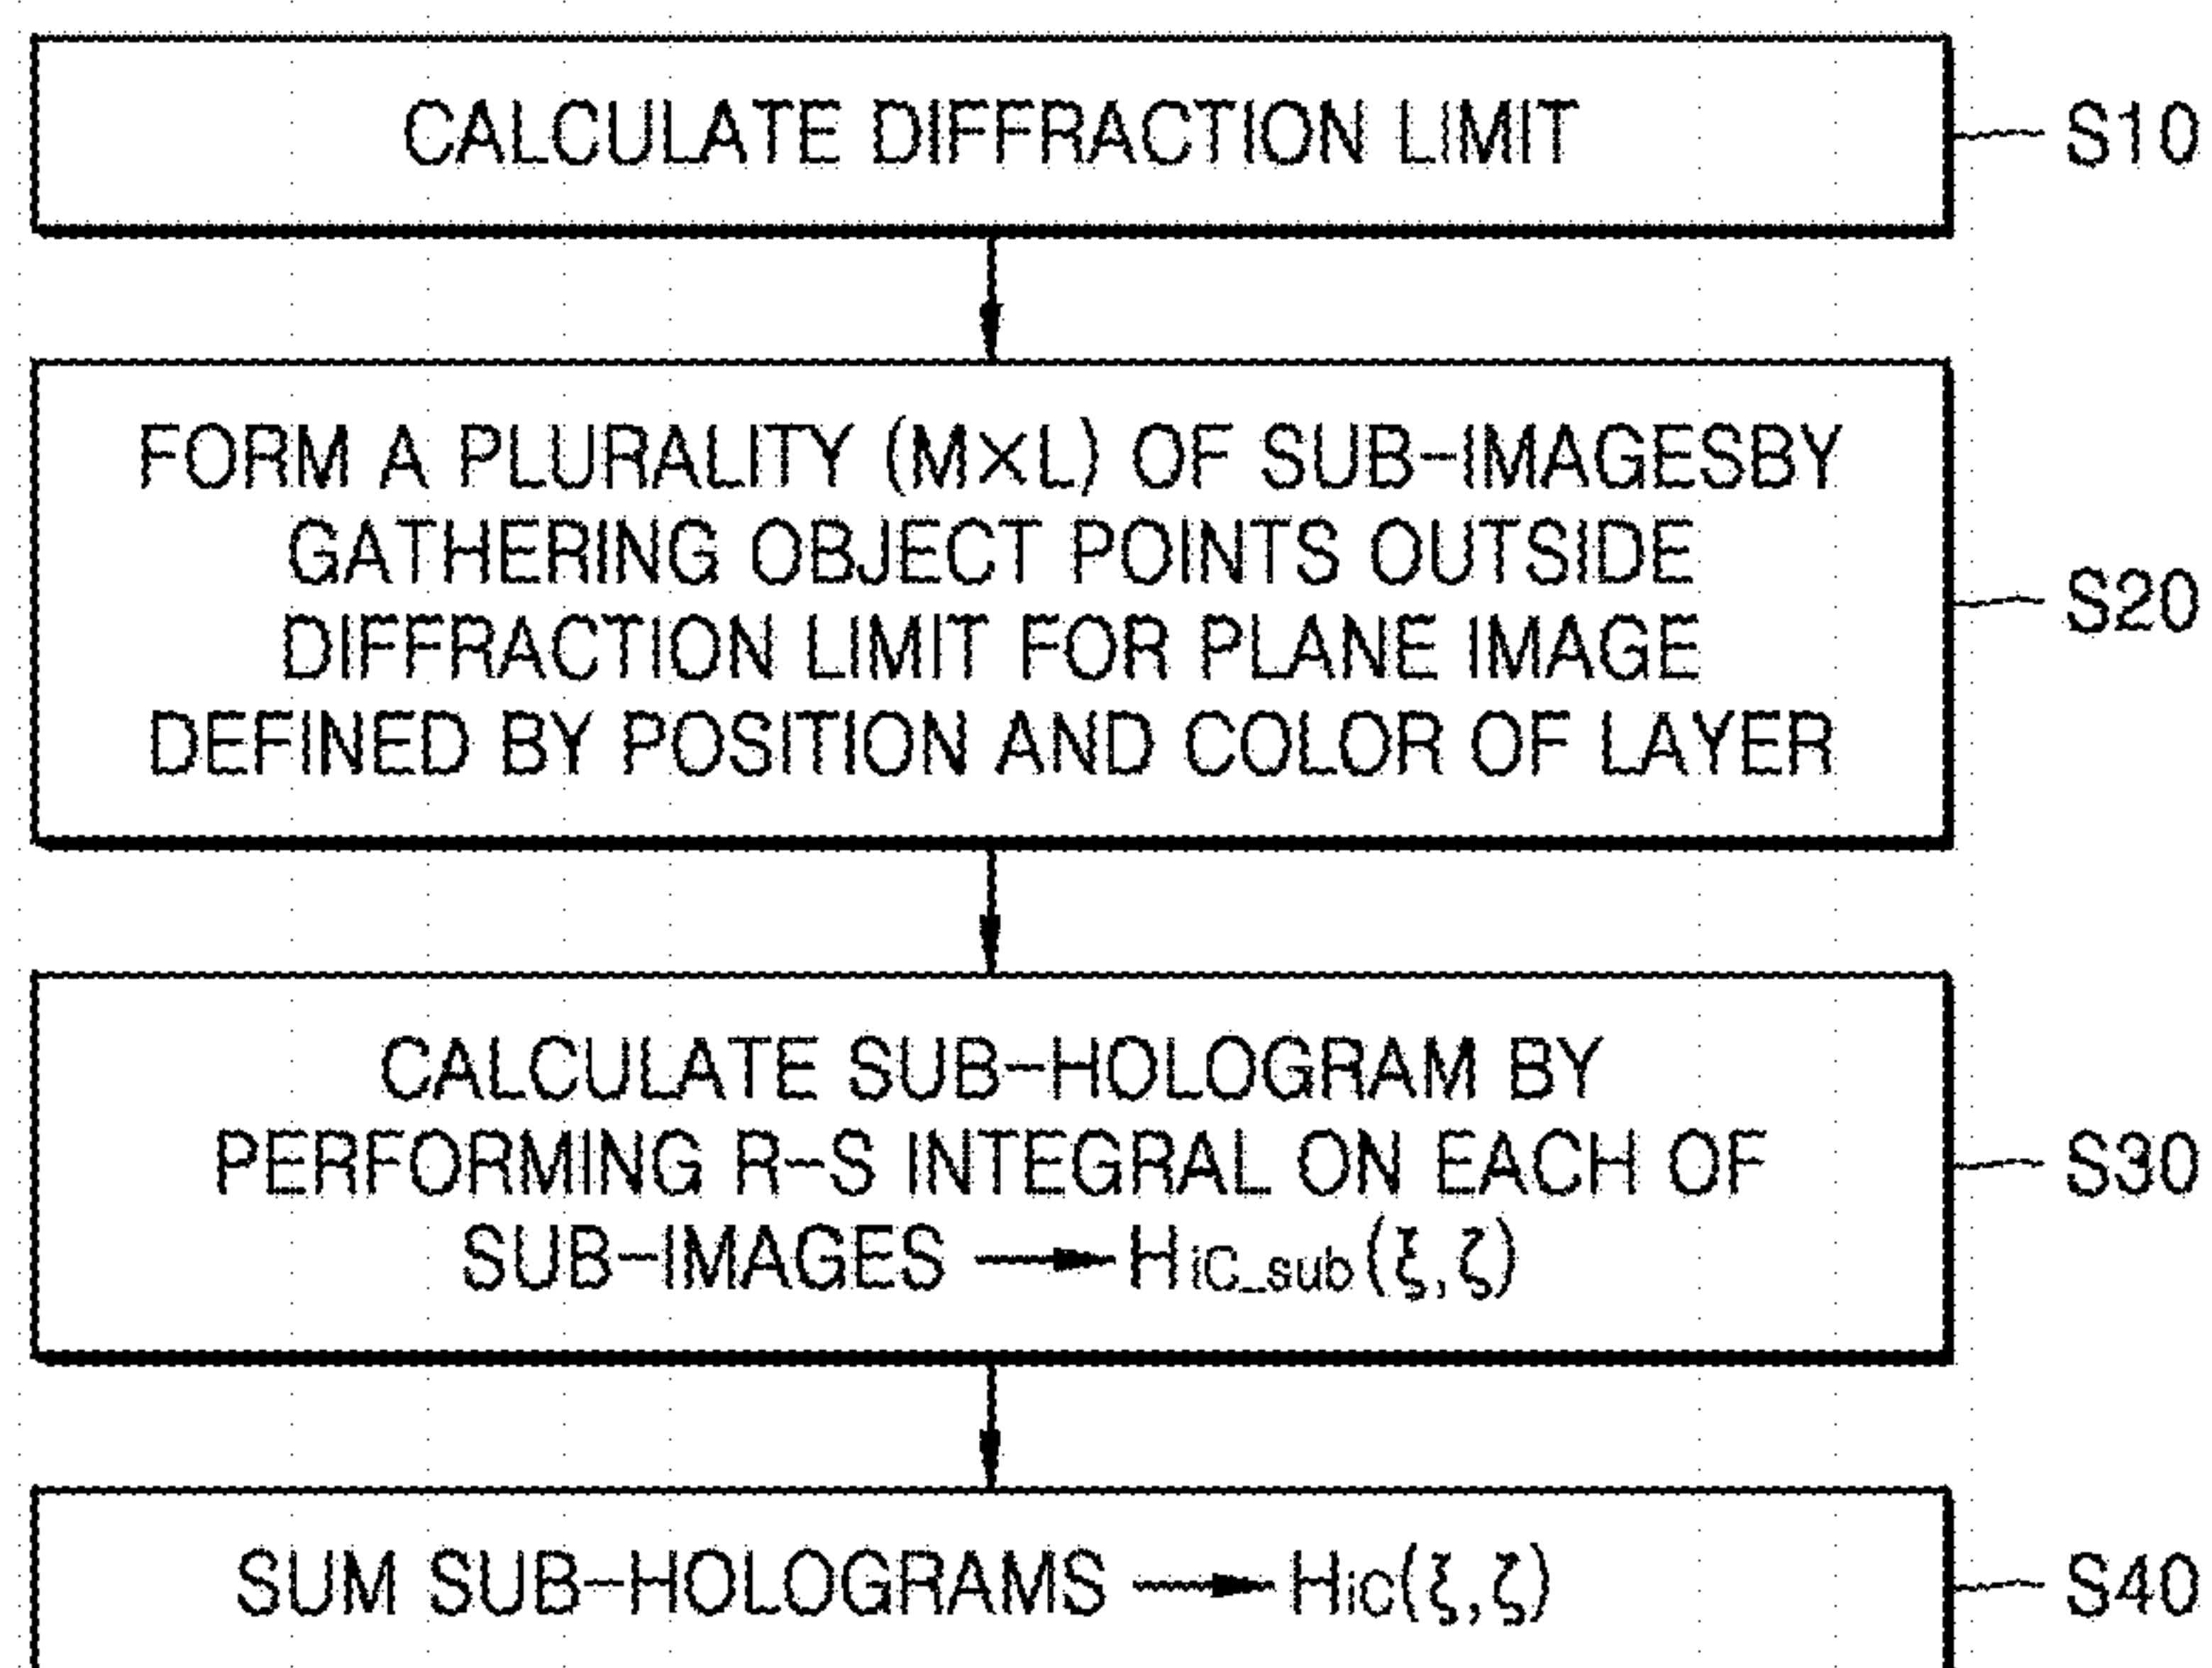 CALCULATE DIFFRACTION LIMIT
S10
FORM A PLURALITY (M×L) OF SUB-IMAGESBY
GATHERING OBJECT POINTS OUTSIDE
DIFFRACTION LIMIT FOR PLANE IMAGE
DEFINED BY POSITION AND COLOR OF LAYER
S20
CALCULATE SUB-HOLOGRAM BY
PERFORMING R-S INTEGRAL ON EACH OF
SUB-IMAGES → HiC_sub(ξ,ζ)
S30
SUM SUB-HOLOGRAMS → HiC(ξ,ζ)
S40